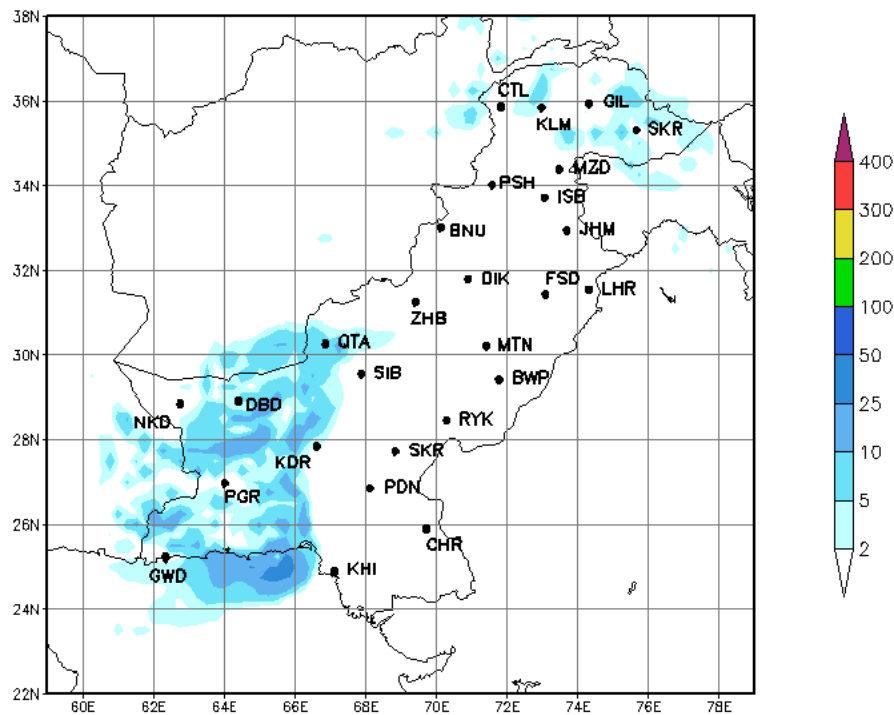 38N
36N
34N
32N
30N
28N
26N
24N
22N
60E 62E 64E 66E 68E 70E 72E 74E 76E 78E
CTL
KLM
GIL
SKR
MZD
PSH
ISB
BNU
JHM
DIK
FSD
LHR
ZHB
QTA
MTN
SIB
BWP
NKD
DBD
RYK
KDR
SKR
PGR
PDN
CHR
GWD
KHI
400
300
200
100
50
25
10
5
2